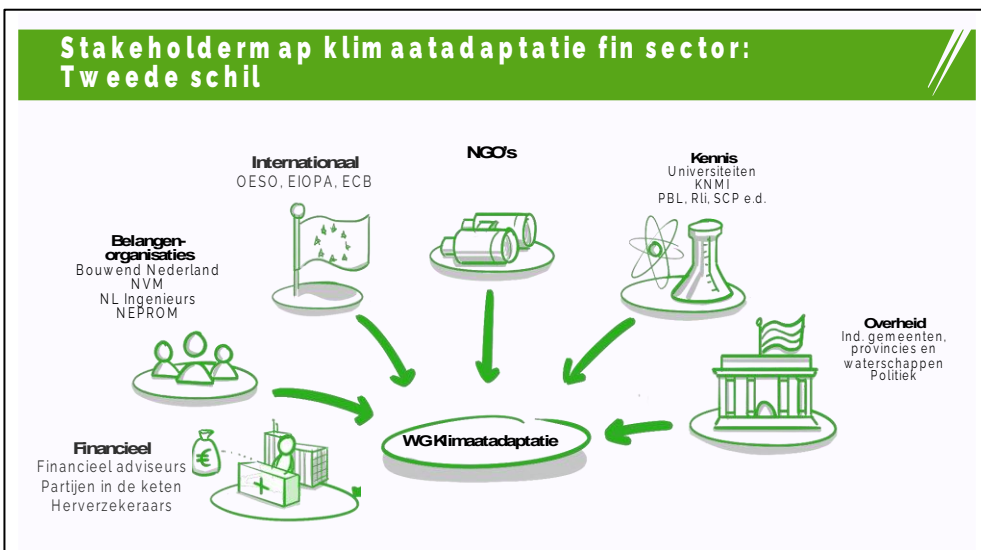 Stakeholdermap klimaatadaptatie fin sector:
Tweede schil
NGO's
Internationaal
OESO, EIOPA, ECB
Kennis
Universiteiten
KNMI
PBL, Rli, SCP e.d.
Belangen-
organisaties
Bouwend Nederland
NVM
NL Ingenieurs
NEPROM
Overheid
Ind. gemeenten,
provincies en
waterschappen
Politiek
WG Klimaatadaptatie
Financieel
Financieel adviseurs
Partijen in de keten
Herverzekeraars
€